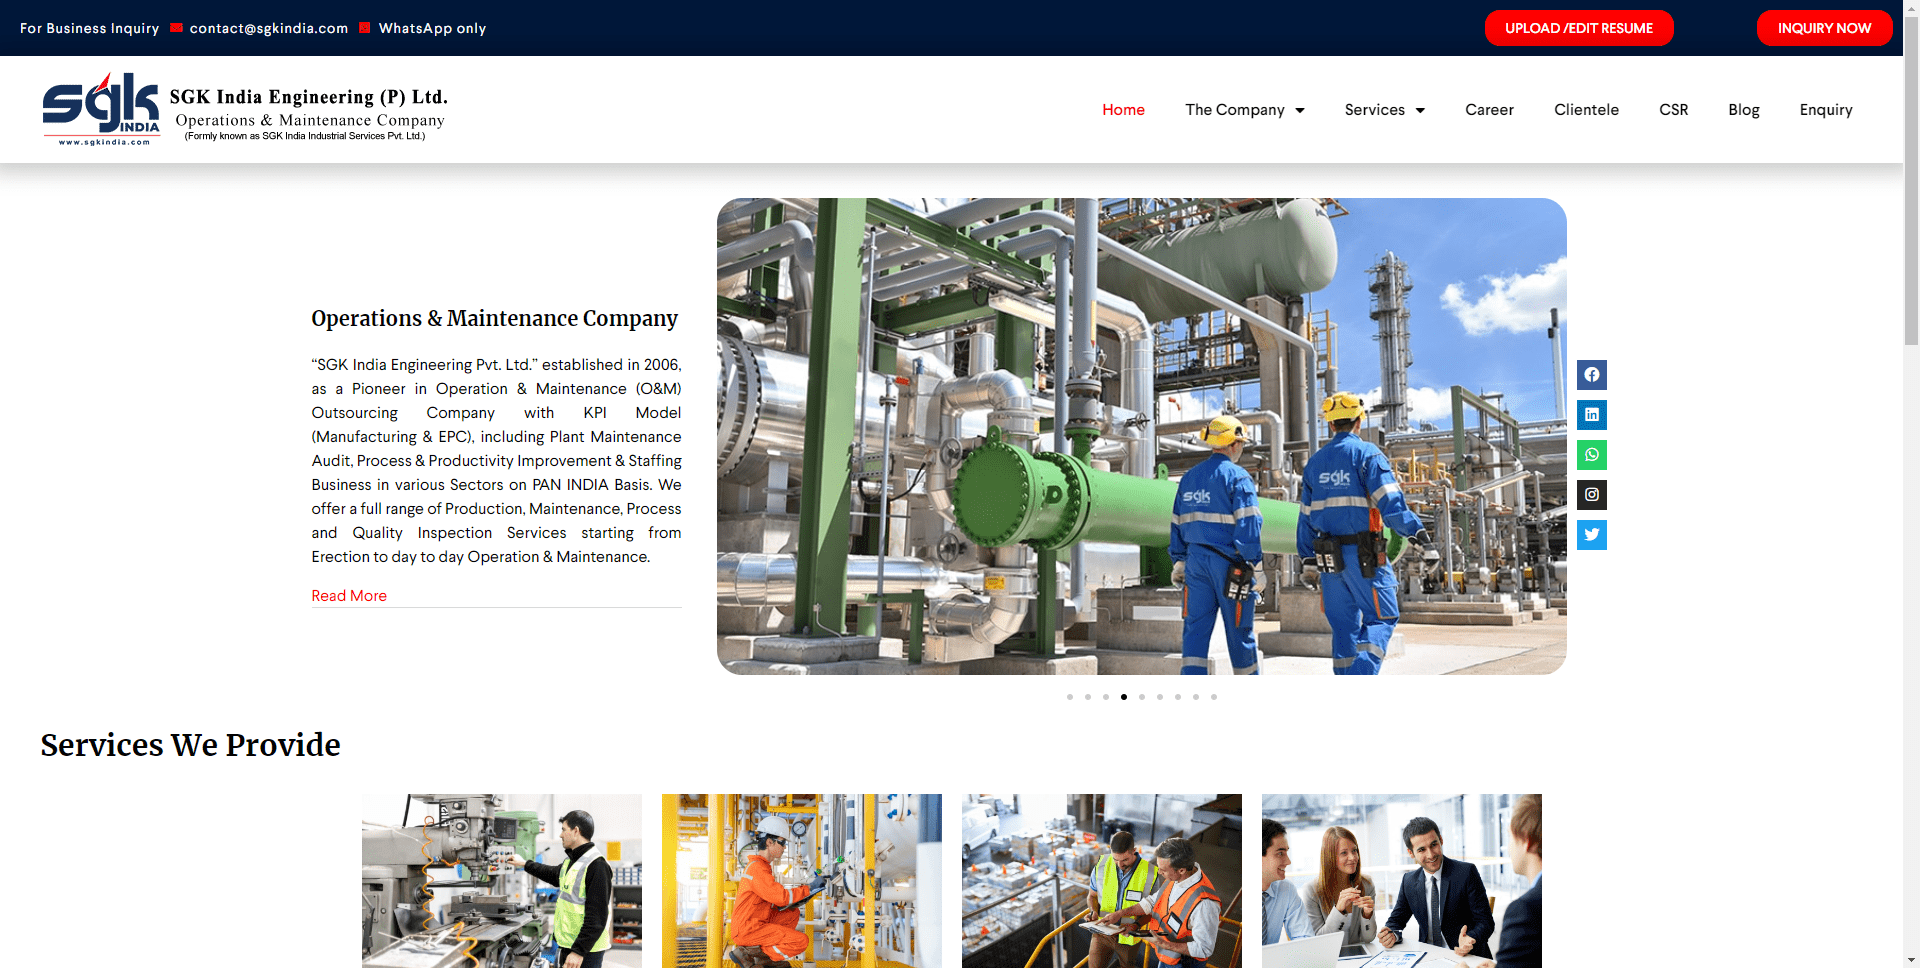 For Business Inquiry contact@sgkindia.com WhatsApp only
UPLOAD /EDIT RESUME
INQUIRY NOW
sgk
INDIA
www.sgkindia.com
SGK India Engineering (P) Ltd.
Operations & Maintenance Company
(Formly known as SGK India Industrial Services Pvt. Ltd.)
Home The Company Services Career Clientele CSR Blog Enquiry
Operations & Maintenance Company
“SGK India Engineering Pvt. Ltd.” established in 2006,
as a Pioneer in Operation & Maintenance (O&M)
Outsourcing Company with KPI Model
(Manufacturing & EPC), including Plant Maintenance
Audit, Process & Productivity Improvement & Staffing
Business in various Sectors on PAN INDIA Basis. We
offer a full range of Production, Maintenance, Process
and Quality Inspection Services starting from
Erection to day to day Operation & Maintenance.
Read More
sgk
sgk
Services We Provide